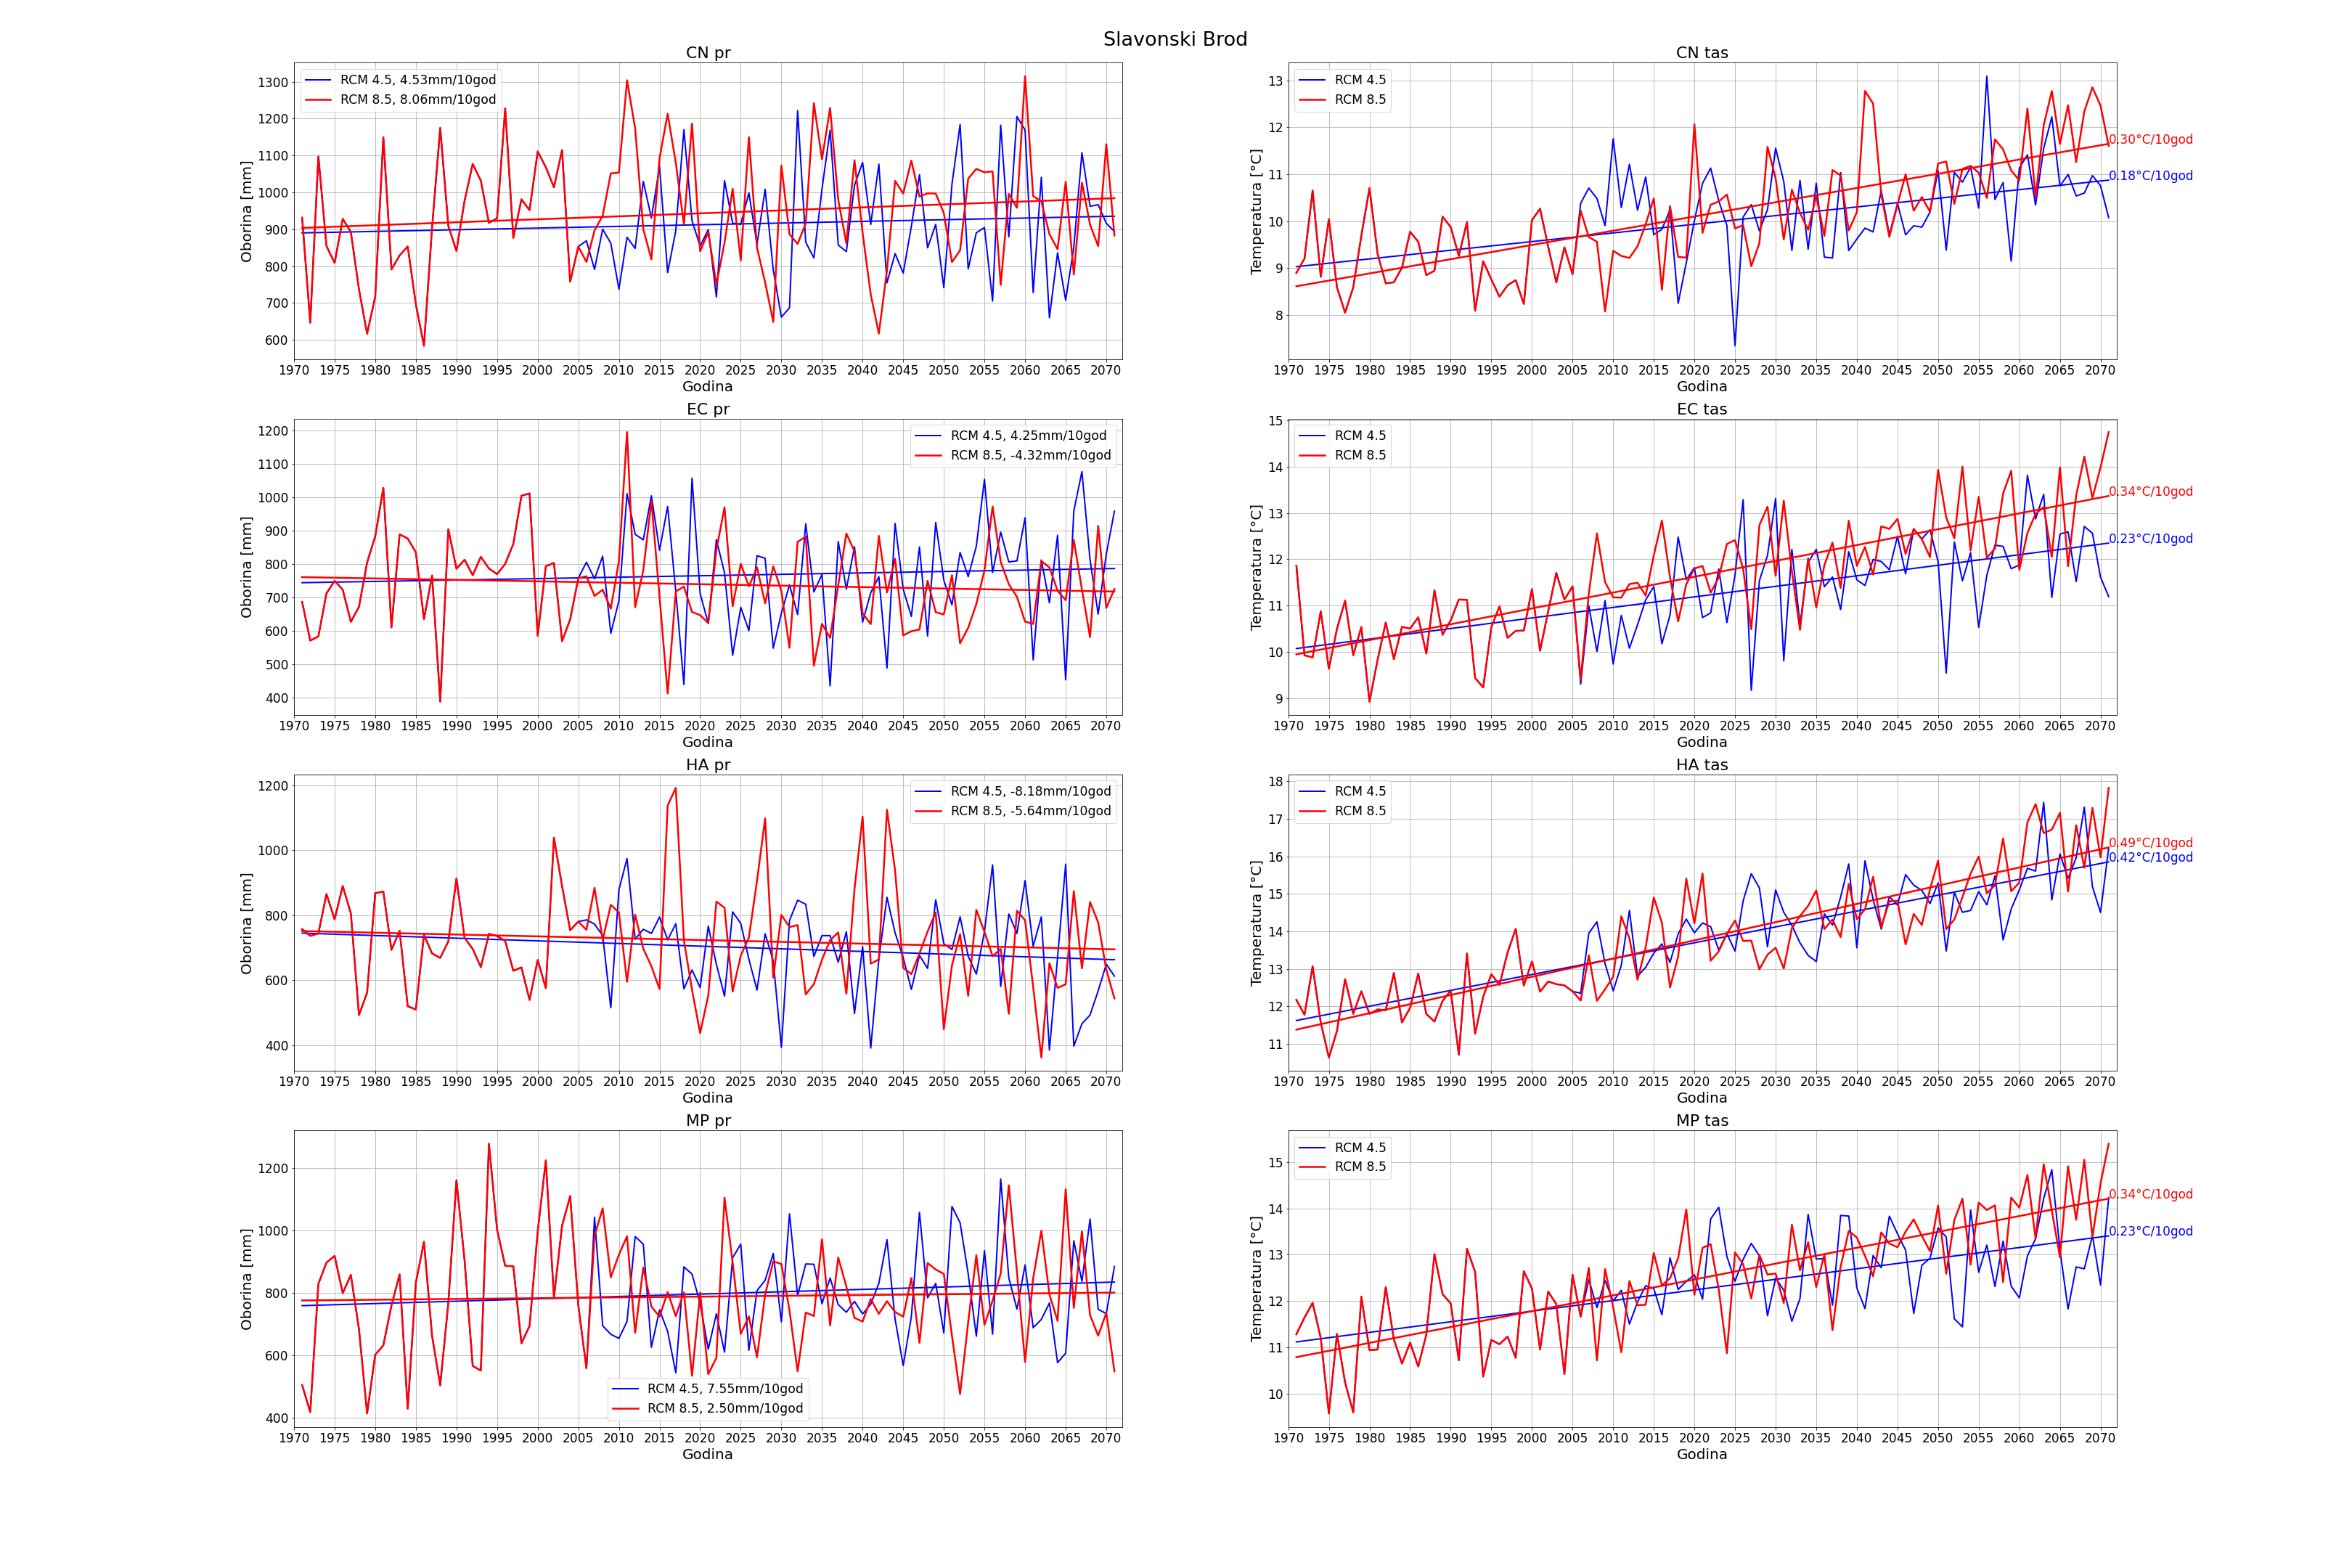 Slavonski Brod
CN pr
RCM 4.5, 4.53mm/10god
RCM 8.5, 8.06mm/10god
Oborina [mm]
1300
1200
1100
1000
900
800
700
600
1970 1975 1980 1985 1990 1995 2000 2005 2010 2015 2020 2025 2030 2035 2040 2045 2050 2055 2060 2065 2070
Godina
CN tas
RCM 4.5
RCM 8.5
Temperatura [°C]
13
12
11
10
9
8
0.30°C/10god
0.18°C/10god
1970 1975 1980 1985 1990 1995 2000 2005 2010 2015 2020 2025 2030 2035 2040 2045 2050 2055 2060 2065 2070
Godina
EC pr
RCM 4.5, 4.25mm/10god
RCM 8.5, -4.32mm/10god
Oborina [mm]
1200
1100
1000
900
800
700
600
500
400
1970 1975 1980 1985 1990 1995 2000 2005 2010 2015 2020 2025 2030 2035 2040 2045 2050 2055 2060 2065 2070
Godina
EC tas
RCM 4.5
RCM 8.5
Temperatura [°C]
15
14
13
12
11
10
9
0.34°C/10god
0.23°C/10god
1970 1975 1980 1985 1990 1995 2000 2005 2010 2015 2020 2025 2030 2035 2040 2045 2050 2055 2060 2065 2070
Godina
HA pr
RCM 4.5, -8.18mm/10god
RCM 8.5, -5.64mm/10god
Oborina [mm]
1200
1000
800
600
400
1970 1975 1980 1985 1990 1995 2000 2005 2010 2015 2020 2025 2030 2035 2040 2045 2050 2055 2060 2065 2070
Godina
HA tas
RCM 4.5
RCM 8.5
Temperatura [°C]
18
17
16
15
14
13
12
11
0.49°C/10god
0.42°C/10god
1970 1975 1980 1985 1990 1995 2000 2005 2010 2015 2020 2025 2030 2035 2040 2045 2050 2055 2060 2065 2070
Godina
MP pr
RCM 4.5, 7.55mm/10god
RCM 8.5, 2.50mm/10god
Oborina [mm]
1200
1000
800
600
400
1970 1975 1980 1985 1990 1995 2000 2005 2010 2015 2020 2025 2030 2035 2040 2045 2050 2055 2060 2065 2070
Godina
MP tas
RCM 4.5
RCM 8.5
Temperatura [°C]
15
14
13
12
11
10
0.34°C/10god
0.23°C/10god
1970 1975 1980 1985 1990 1995 2000 2005 2010 2015 2020 2025 2030 2035 2040 2045 2050 2055 2060 2065 2070
Godina